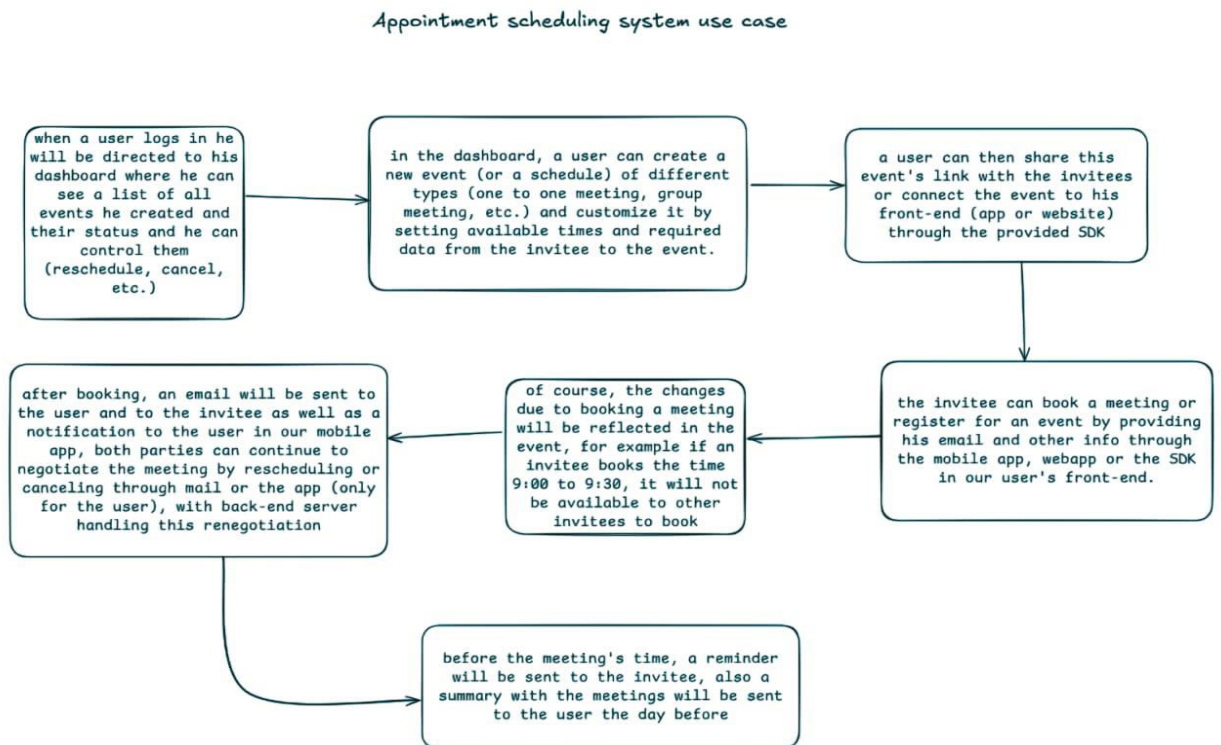 Appointment scheduling system use case
when a user logs in he
will be directed to his
dashboard where he can
see a list of all
events he created and
their status and he can
control them
(reschedule, cancel,
etc.)
in the dashboard, a user can create a
new event (or a schedule) of different
types (one to one meeting, group
meeting, etc.) and customize it by
setting available times and required
data from the invitee to the event.
a user can then share this
event's link with the invitees
or connect the event to his
front-end (app or website)
through the provided SDK
the invitee can book a meeting or
register for an event by providing
his email and other info through
the mobile app, webapp or the SDK
in our user's front-end.
of course, the changes
due to booking a meeting
will be reflected in the
event, for example if an
invitee books the time
9:00 to 9:30, it will not
be available to other
invitees to book
after booking, an email will be sent to
the user and to the invitee as well as a
notification to the user in our mobile
app, both parties can continue to
negotiate the meeting by rescheduling or
canceling through mail or the app (only
for the user), with back-end server
handling this renegotiation
before the meeting's time, a reminder
will be sent to the invitee, also a
summary with the meetings will be sent
to the user the day before